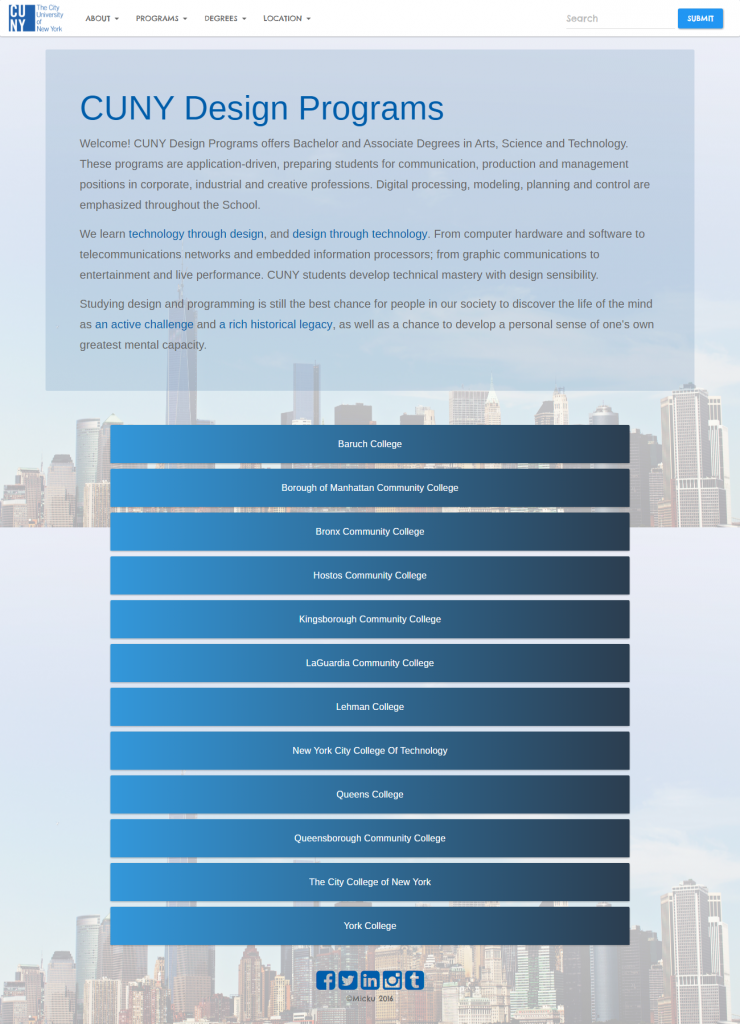 CU
NY
The City
University
of
New York
ABOUT
PROGRAMS
DEGREES
LOCATION
Search
SUBMIT
CUNY Design Programs
Welcome! CUNY Design Programs offers Bachelor and Associate Degrees in Arts, Science and Technology.
These programs are application-driven, preparing students for communication, production and management
positions in corporate, industrial and creative professions. Digital processing, modeling, planning and control are
emphasized throughout the School.
We learn technology through design, and design through technology. From computer hardware and software to
telecommunications networks and embedded information processors; from graphic communications to
entertainment and live performance. CUNY students develop technical mastery with design sensibility.
Studying design and programming is still the best chance for people in our society to discover the life of the mind
as an active challenge and a rich historical legacy, as well as a chance to develop a personal sense of one's own
greatest mental capacity.
Baruch College
Borough of Manhattan Community College
Bronx Community College
Hostos Community College
Kingsborough Community College
LaGuardia Community College
Lehman College
New York City College Of Technology
Queens College
Queensborough Community College
The City College of New York
York College
©Micku 2016